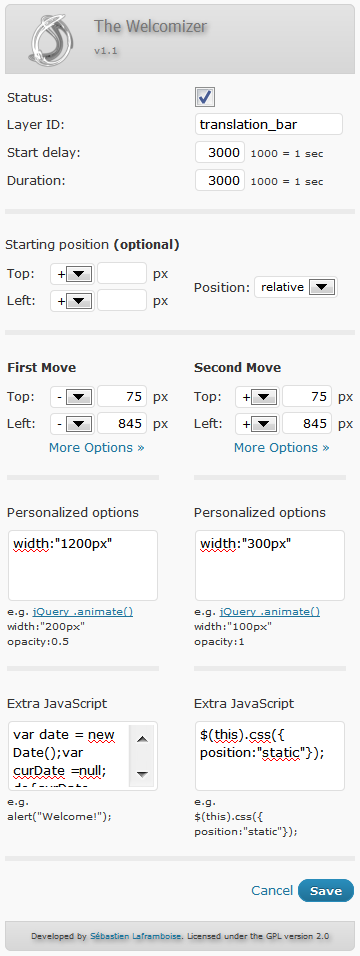 The Welcomizer
v1.1
Status:
Layer ID: translation_bar
Start delay: 3000 1000 = 1 sec
Duration: 3000 1000 = 1 sec
Starting position (optional)
Top: + px
Left: + px
Position: relative
First Move
Top: - 75 px
Left: - 845 px
More Options »
Second Move
Top: + 75 px
Left: + 845 px
More Options »
Personalized options
width:"1200px"
e.g. jQuery .animate()
width:"200px"
opacity:0.5
Personalized options
width:"300px"
e.g. jQuery .animate()
width:"100px"
opacity:1
Extra JavaScript
var date = new
Date();var
curDate =null;
e.g.
alert("Welcome!");
Extra JavaScript
$(this).css({
position:"static"});
e.g.
$(this).css({
position:"static"});
Cancel Save
Developed by Sébastien Laframboise. Licensed under the GPL version 2.0